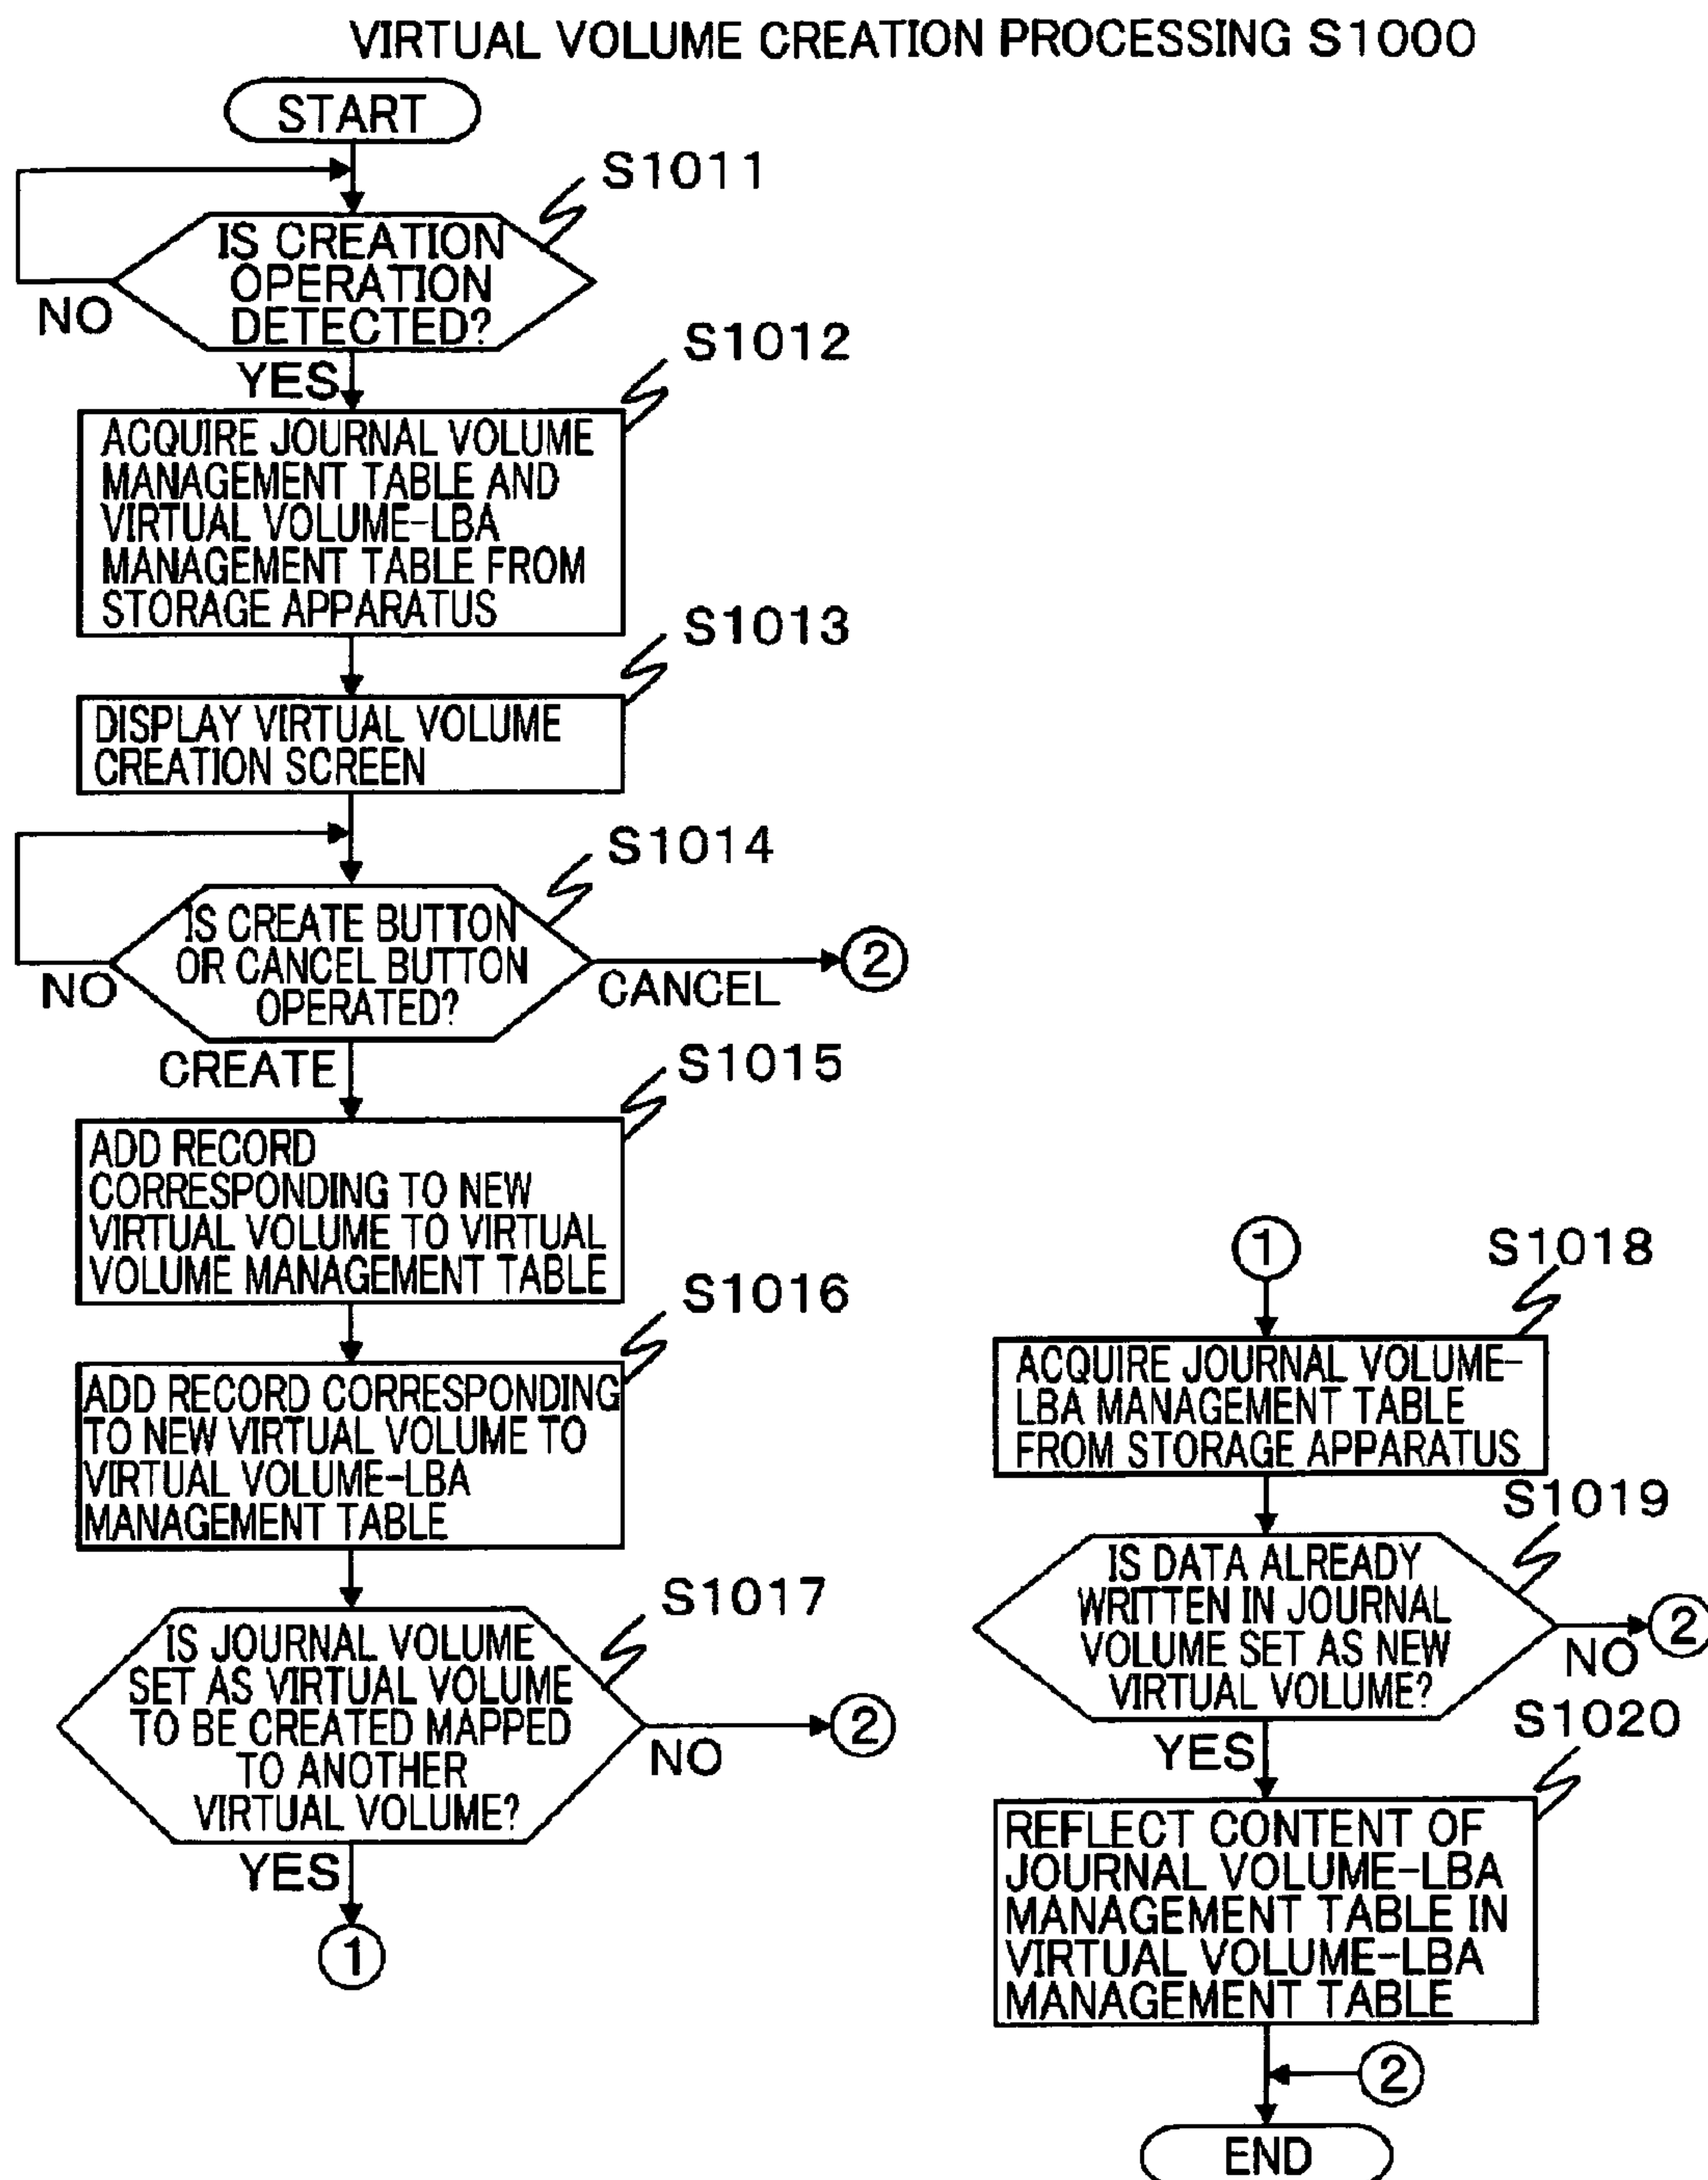 VIRTUAL VOLUME CREATION PROCESSING S1000
START
S1011
IS CREATION
OPERATION
DETECTED?
NO
YES
S1012
ACQUIRE JOURNAL VOLUME
MANAGEMENT TABLE AND
VIRTUAL VOLUME-LBA
MANAGEMENT TABLE FROM
STORAGE APPARATUS
S1013
DISPLAY VIRTUAL VOLUME
CREATION SCREEN
S1014
IS CREATE BUTTON
OR CANCEL BUTTON
OPERATED?
NO
CANCEL
2
CREATE
S1015
ADD RECORD
CORRESPONDING TO NEW
VIRTUAL VOLUME TO VIRTUAL
VOLUME MANAGEMENT TABLE
S1016
ADD RECORD CORRESPONDING
TO NEW VIRTUAL VOLUME TO
VIRTUAL VOLUME-LBA
MANAGEMENT TABLE
S1017
IS JOURNAL VOLUME
SET AS VIRTUAL VOLUME
TO BE CREATED MAPPED
TO ANOTHER
VIRTUAL VOLUME?
NO
2
YES
1
1
S1018
ACQUIRE JOURNAL VOLUME-
LBA MANAGEMENT TABLE
FROM STORAGE APPARATUS
S1019
IS DATA ALREADY
WRITTEN IN JOURNAL
VOLUME SET AS NEW
VIRTUAL VOLUME?
NO
2
YES
S1020
REFLECT CONTENT OF
JOURNAL VOLUME-LBA
MANAGEMENT TABLE IN
VIRTUAL VOLUME-LBA
MANAGEMENT TABLE
2
END